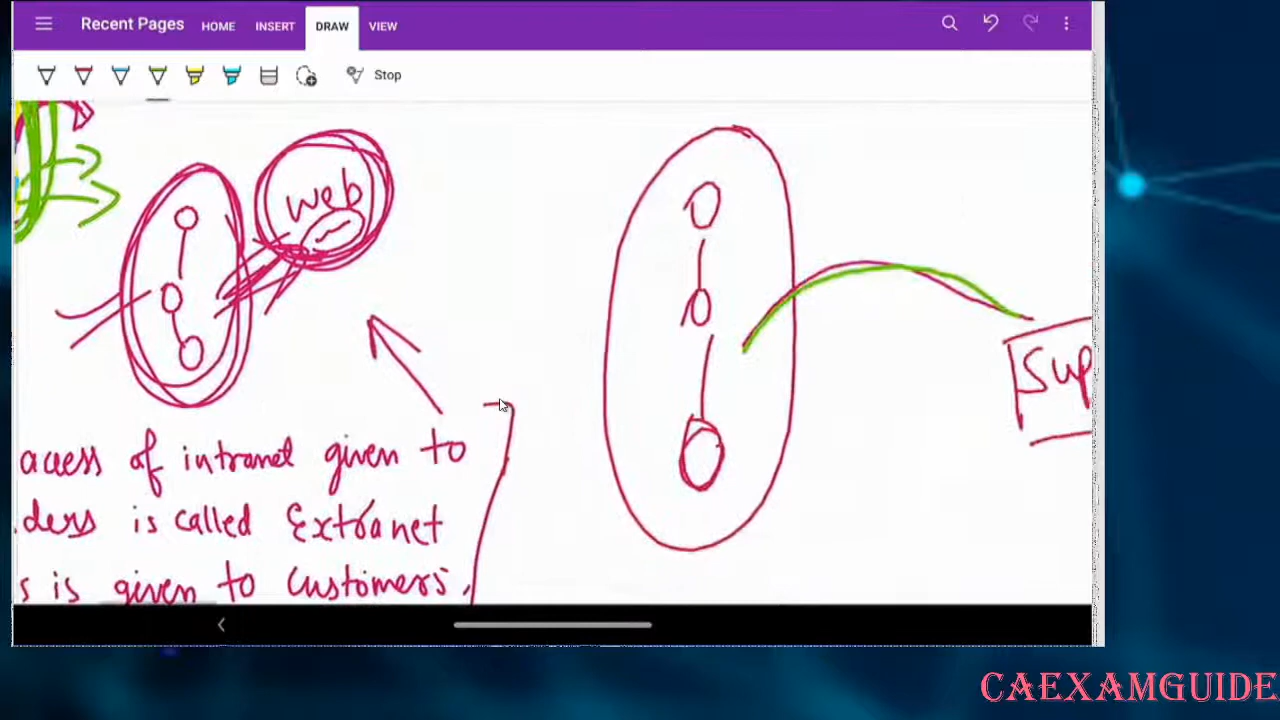 Recent Pages HOME INSERT DRAW VIEW
Stop
web
Sup
acess of intranet given to
ders is called Extranet
s is given to customers.
CAEXAMGUIDE